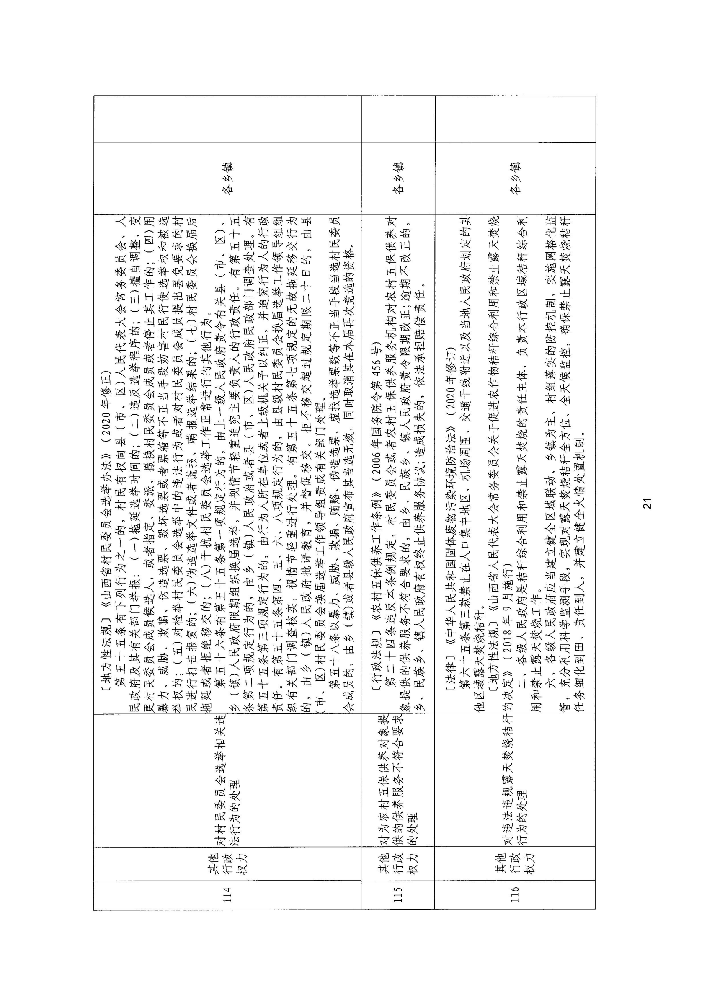 114
其他
行政
权力
对村民委员会选举相关违
法行为的处理
〔地方性法规〕《山西省村民委员会选举办法》（2020年修正）
第五十五条有下列行为之一的，村民有权向县（市、区）人民代表大会常务委员会、人
民政府及其有关部门举报：（一）拖延选举时间的；（二）违反选举程序的；（三）擅自调整、变
更村民委员会成员候选人，或者指定、委派、撤换村民委员会成员或者停止其工作的；（四）用
暴力、威胁、欺骗、伪造选票、毁坏选票或者票箱等不正当手段妨害村民行使选举权和被选
举权的；（五）对检举村民委员会选举中的违法行为或者对村民委员会成员提出罢免要求的村
民进行打击报复的；（六）伪造选举文件或者谎报、瞒报选举结果的；（七）村民委员会换届后
拖延或者拒绝移交的；（八）干扰村民委员会选举工作正常进行的其他行为。
第五十六条有第五十五条第一项规定行为的，由上一级人民政府责令有关县（市、区）、
乡（镇）人民政府限期组织换届选举，并视情节轻重追究主要负责人的行政责任。有第五十五
条第二项规定行为的，由乡（镇）人民政府或者县（市、区）人民政府民政部门调查处理。有
第五十五条第三项规定行为的，由行为人所在单位或者上级机关予以纠正，并追究行为人的行政
责任。有第五十五条第四、五、六、八项规定行为的，由县级村民委员会换届选举工作领导组组
织有关部门调查核实，视情节轻重进行处理。有第五十五条第七项规定的无故拖延移交行为
的，由乡（镇）人民政府批评教育，并督促移交。拒不移交超过规定期限二十日的，由县
（市、区）村民委员会换届选举工作领导组责成有关部门处理。
第五十八条以暴力、威胁、欺骗、贿赂、伪造选票、虚报选举票数等不正当手段当选村民委员
会成员的，由乡（镇）或者县级人民政府宣布其当选无效，同时取消其在本届再次竞选的资格。
各乡镇
115
其他
行政
权力
对为农村五保供养对象提
供的供养服务不符合要求
的处理
〔行政法规〕《农村五保供养工作条例》（2006年国务院令第456号）
第二十四条违反本条例规定，村民委员会或者农村五保供养服务机构对农村五保供养对
象提供的供养服务不符合要求的，由乡、民族乡、镇人民政府责令限期改正；逾期不改正的，
乡、民族乡、镇人民政府有权终止供养服务协议；造成损失的，依法承担赔偿责任。
各乡镇
116
其他
行政
权力
对违法违规露天焚烧秸秆
行为的处理
〔法律〕《中华人民共和国固体废物污染环境防治法》（2020年修订）
第六十五条第三款禁止在人口集中地区、机场周围、交通干线附近以及当地人民政府划定的其
他区域露天焚烧秸秆。
〔地方性法规〕《山西省人民代表大会常务委员会关于促进农作物秸秆综合利用和禁止露天焚烧
的决定》（2018年9月施行）
二、各级人民政府是秸秆综合利用和禁止露天焚烧的责任主体，负责本行政区域秸秆综合利
用和禁止露天焚烧工作。
六、各级人民政府应当建立健全区域联动、乡镇为主、村组落实的防控机制，实施网格化监
管，充分利用科学监测手段，实现对露天焚烧秸秆全方位、全天候监控，确保禁止露天焚烧秸秆
任务细化到田、责任到人，并建立健全火情处置机制。
各乡镇
21